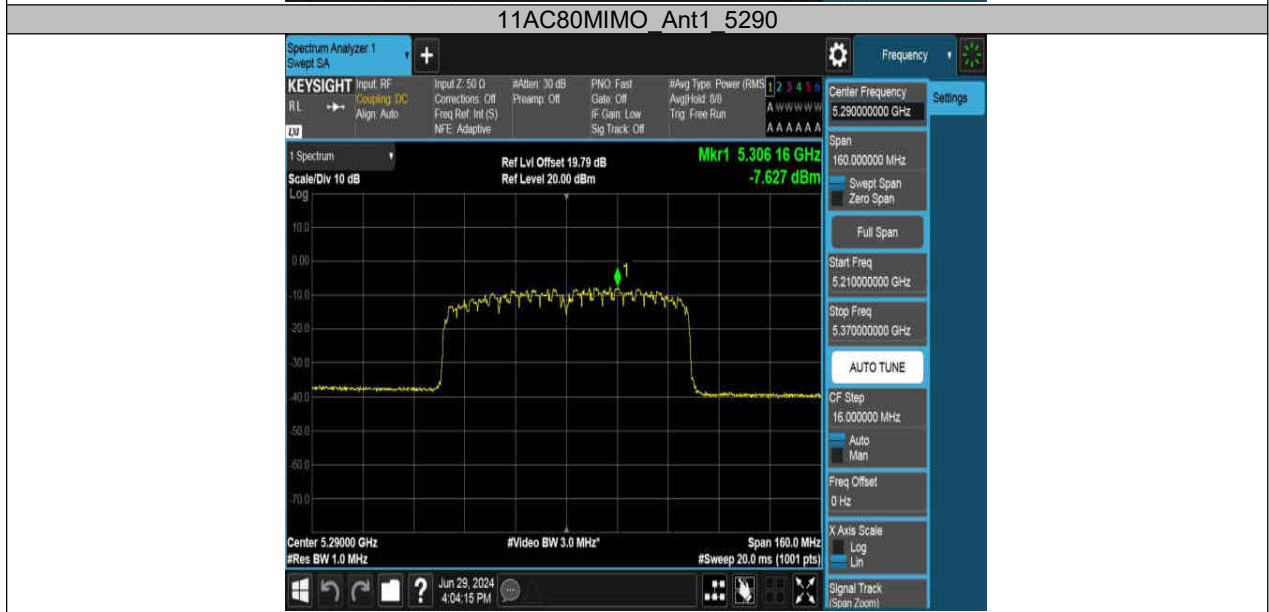 11AC80MIMO_Ant1_5290
Spectrum Analyzer 1
Swept SA
+
Frequency
KEYSIGHT
RL
LXI
Input: RF
Coupling: DC
Align: Auto
Input Z: 50 Ω
Corrections: Off
Freq Ref: Int (S)
NFE: Adaptive
#Atten: 30 dB
Preamp: Off
PNO: Fast
Gate: Off
IF Gain: Low
Sig Track: Off
#Avg Type: Power (RMS
Avg|Hold: 8/8
Trig: Free Run
1 2 3 4 5 6
A W W W W W
A A A A A A
Center Frequency
5.290000000 GHz
Settings
Span
160.000000 MHz
Swept Span
Zero Span
Full Span
Start Freq
5.210000000 GHz
Stop Freq
5.370000000 GHz
AUTO TUNE
CF Step
16.000000 MHz
Auto
Man
Freq Offset
0 Hz
X Axis Scale
Log
Lin
Signal Track
(Span Zoom)
1 Spectrum
Scale/Div 10 dB
Log
Ref Lvl Offset 19.79 dB
Ref Level 20.00 dBm
Mkr1 5.306 16 GHz
-7.627 dBm
1
10.0
0.00
-10.0
-20.0
-30.0
-40.0
-50.0
-60.0
-70.0
Center 5.29000 GHz
#Res BW 1.0 MHz
#Video BW 3.0 MHz*
Span 160.0 MHz
#Sweep 20.0 ms (1001 pts)
?
Jun 29, 2024
4:04:15 PM